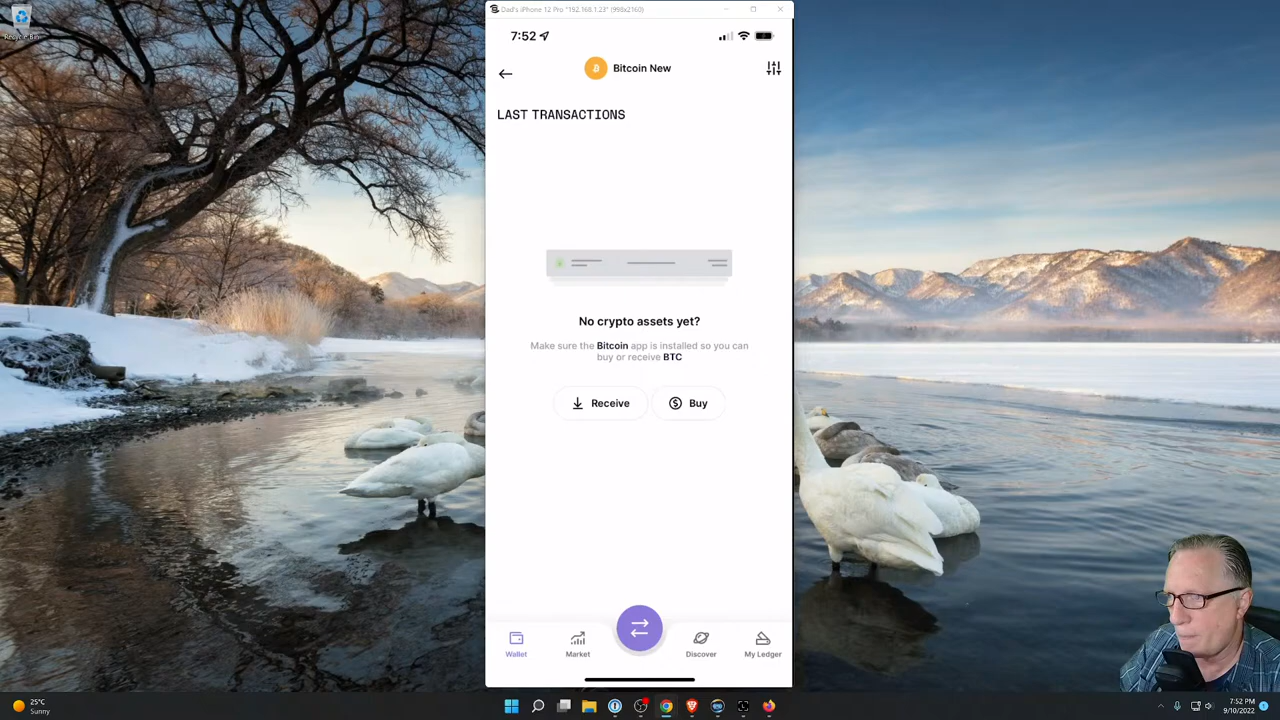 Recycle Bin
Dad's iPhone 12 Pro "192.168.1.23" (998x2160)
7:52
Bitcoin New
LAST TRANSACTIONS
No crypto assets yet?
Make sure the Bitcoin app is installed so you can
buy or receive BTC
Receive
Buy
Wallet
Market
Discover
My Ledger
25°C
Sunny
7:52 PM
9/10/2022